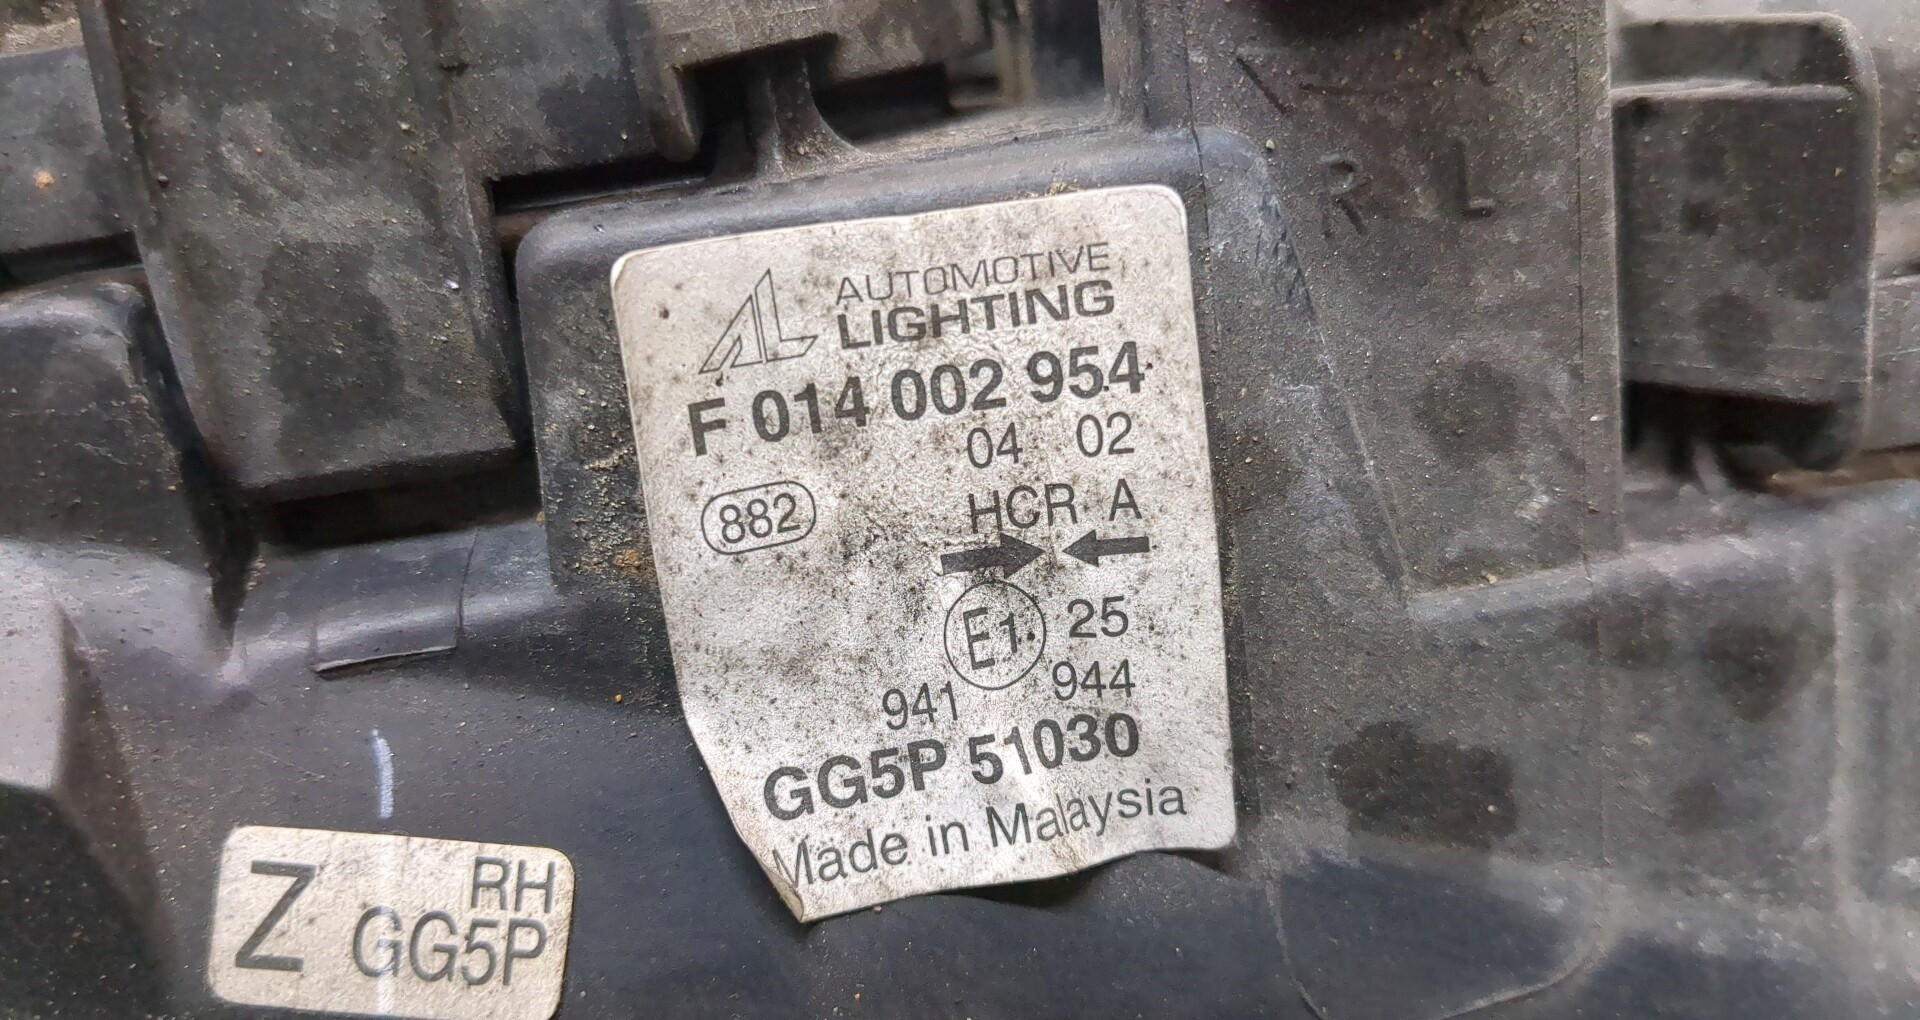 R L
AL
AUTOMOTIVE
LIGHTING
F 014 002 954
04 02
882
HCR A
E1 25
941 944
GG5P 51030
Made in Malaysia
Z RH
GG5P